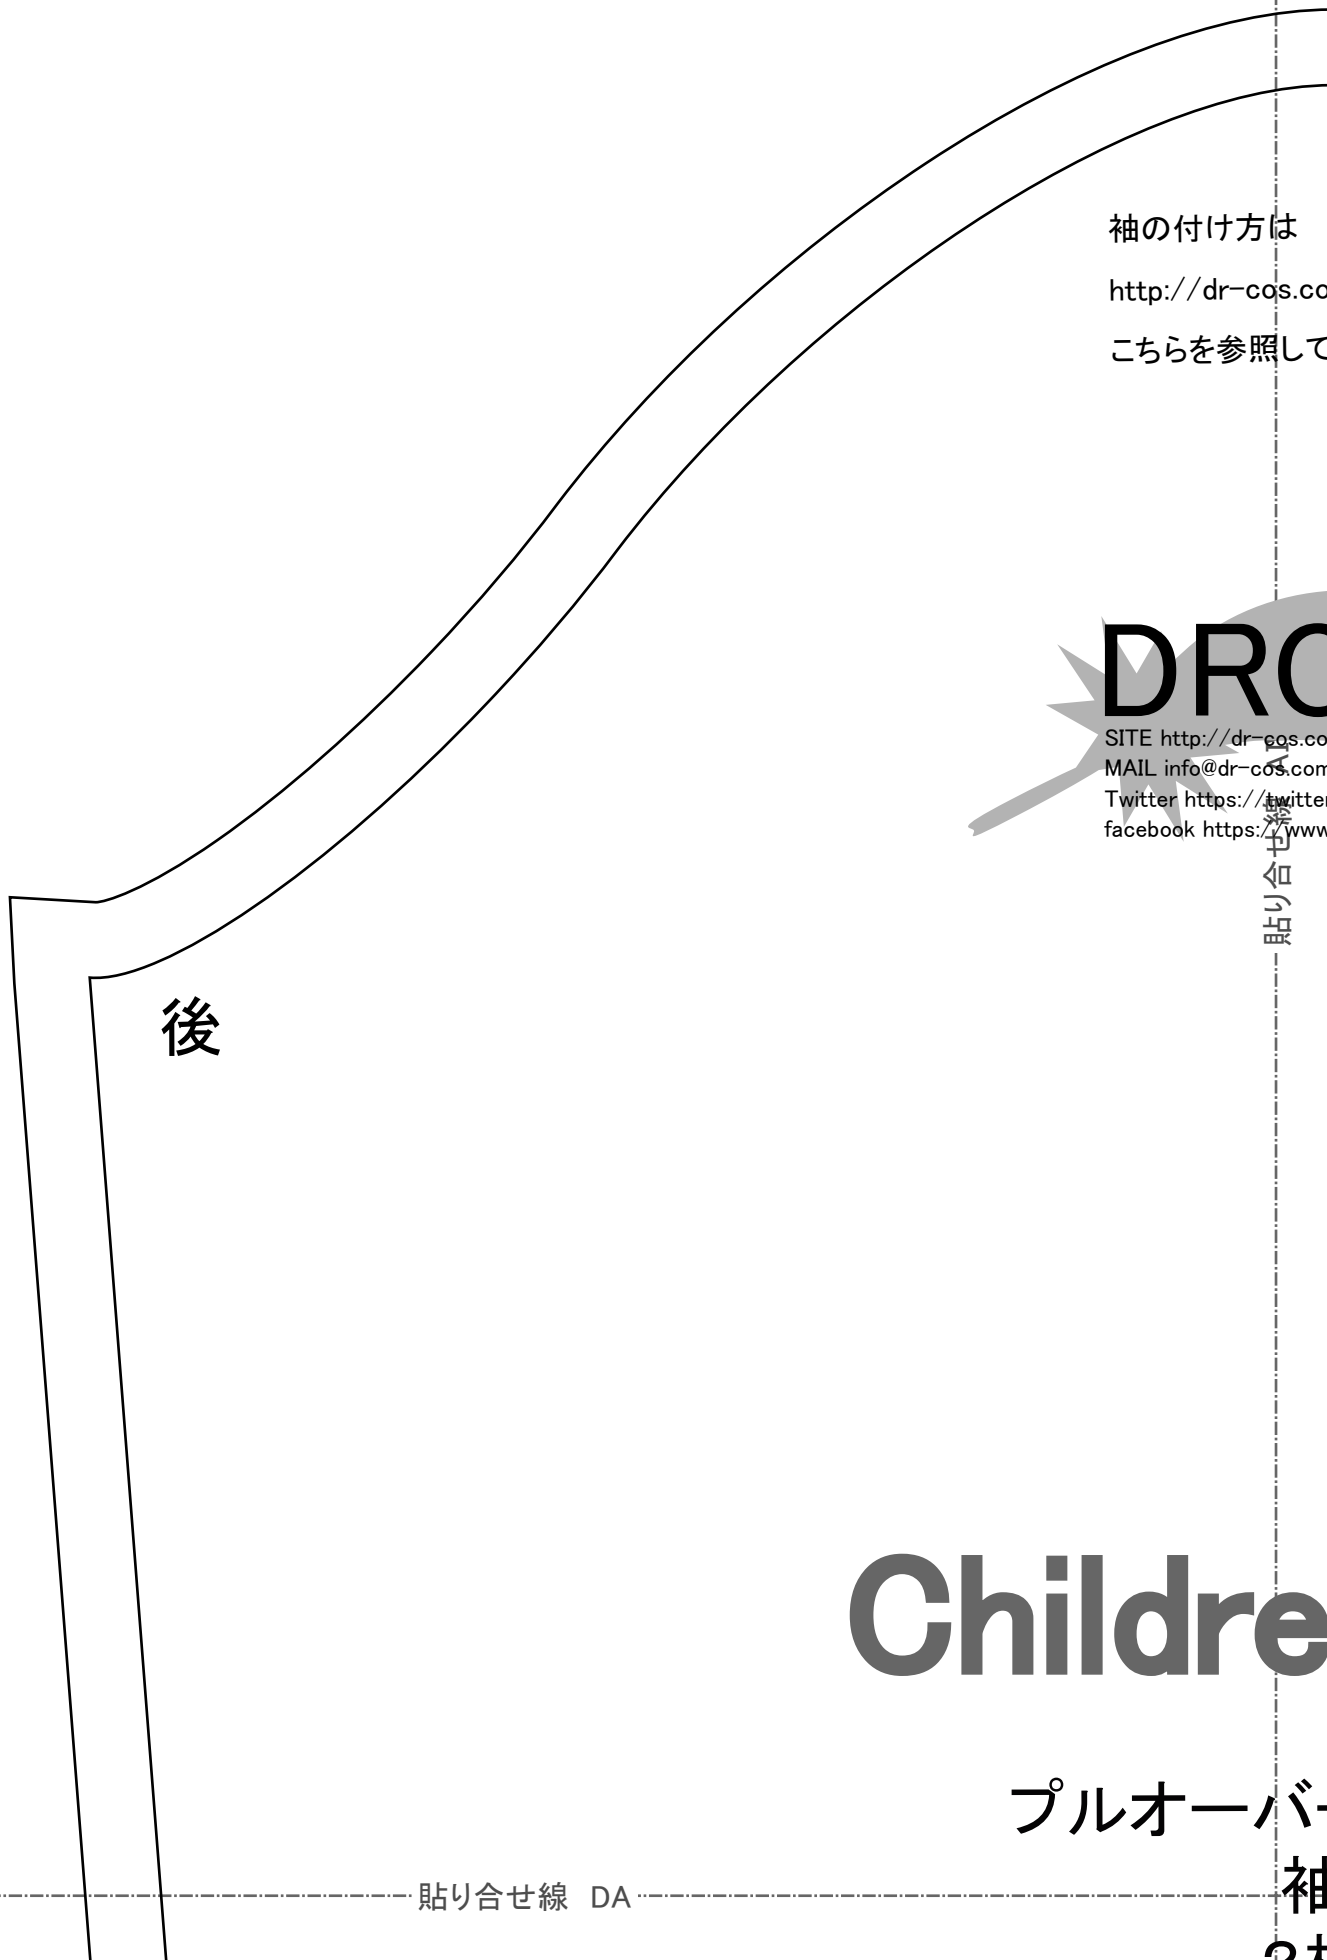 袖の付け方は
http://dr-cos.co
こちらを参照して
DRO
SITE http://dr-cos.co
MAIL info@dr-cos.com
Twitter https://twitter
facebook https://www
貼り合せ線 AI
後
Childre
プルオーバー
袖
貼り合せ線 DA